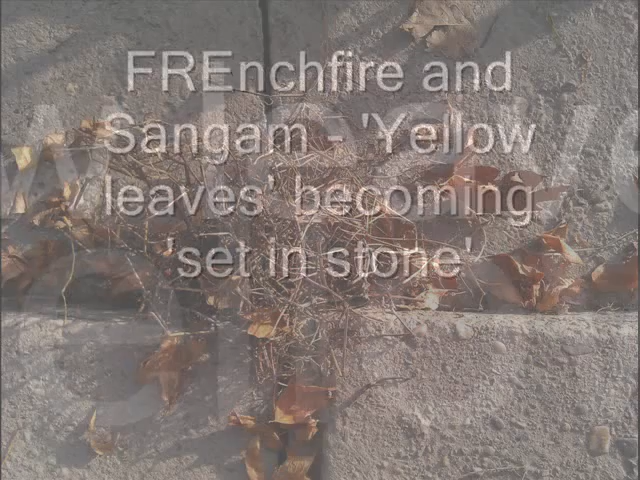 FREnchfire and
Sangam - 'Yellow
leaves' becoming
'set in stone'